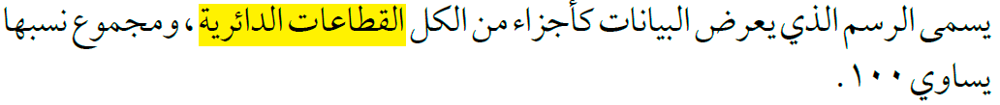 يسمى الرسم الذي يعرض البيانات كأجزاء من الكل القطاعات الدائرية، ومجموع نسبها
يساوي ١٠٠.